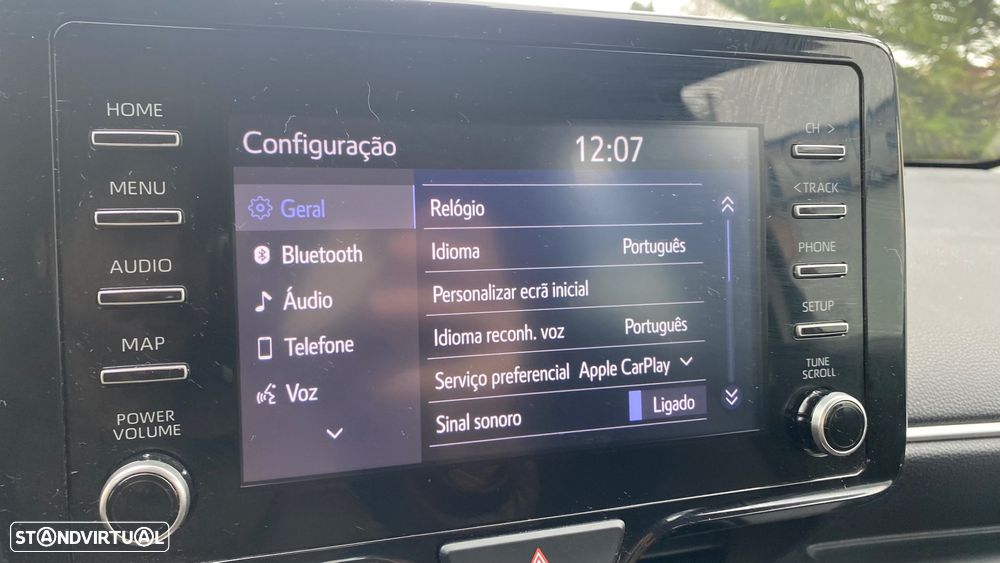 HOME
MENU
AUDIO
MAP
POWER
VOLUME
Configuração 12:07
Geral
Bluetooth
Áudio
Telefone
Voz
Relógio
Idioma Português
Personalizar ecrã inicial
Idioma reconh. voz Português
Serviço preferencial Apple CarPlay
Sinal sonoro Ligado
CH >
< TRACK
PHONE
SETUP
TUNE
SCROLL
STANDVIRTUAL